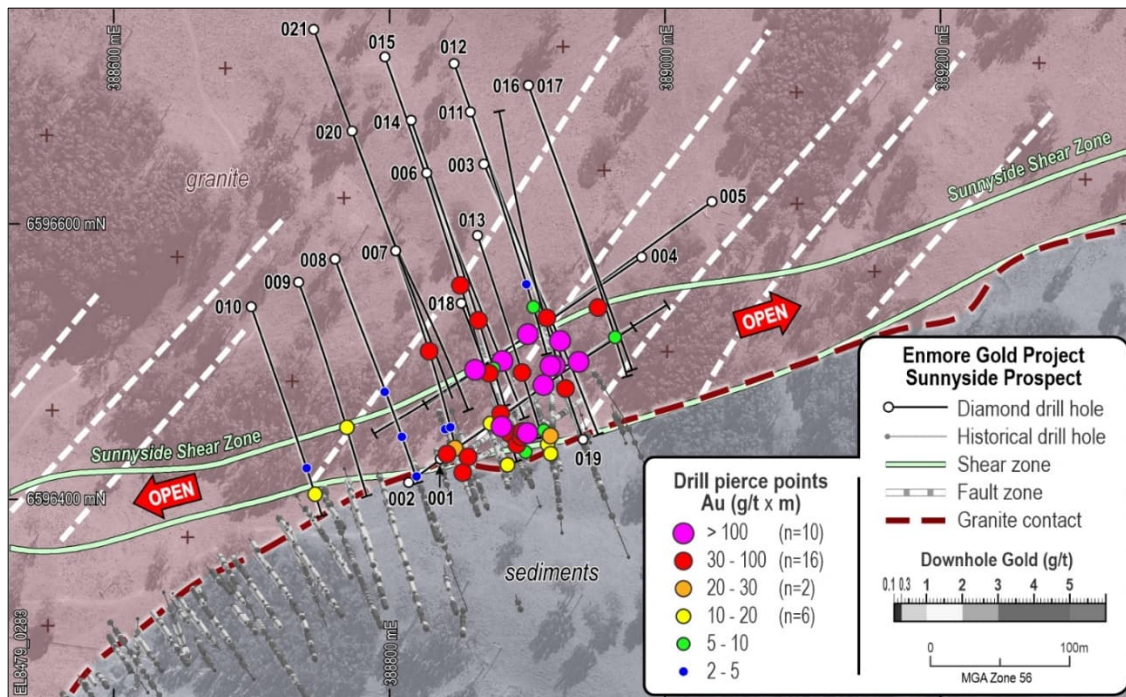 388600 mE
389000 mE
389200 mE
021
015
012
016
017
020
014
011
006
003
granite
Sunnyside Shear Zone
005
6596600 mN
013
007
004
009
008
010
018
OPEN
Sunnyside Shear Zone
OPEN
019
6596400 mN
002
001
sediments
388800 mE
EL8479_0283
Enmore Gold Project
Sunnyside Prospect
Diamond drill hole
Historical drill hole
Shear zone
Fault zone
Granite contact
Downhole Gold (g/t)
0.1 0.3 1 2 3 4 5
0 100m
MGA Zone 56
Drill pierce points
Au (g/t x m)
> 100 (n=10)
30 - 100 (n=16)
20 - 30 (n=2)
10 - 20 (n=6)
5 - 10
2 - 5